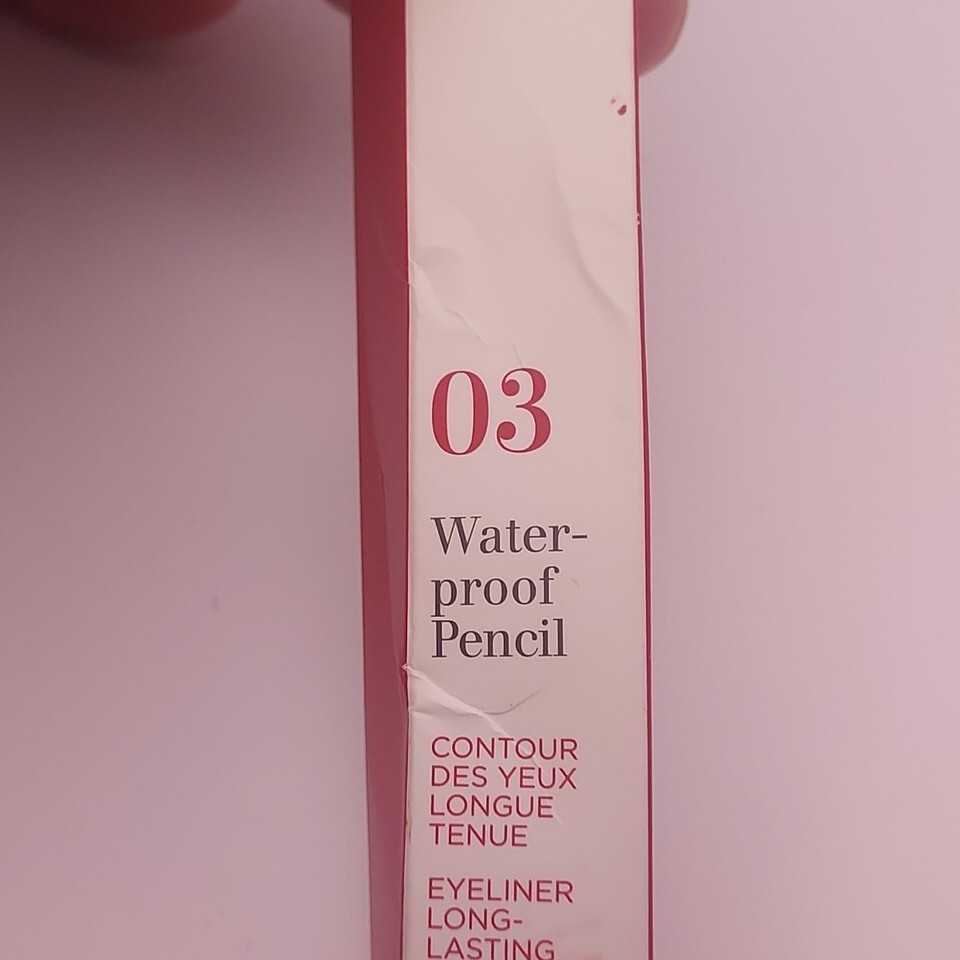 03
Water-
proof
Pencil
CONTOUR
DES YEUX
LONGUE
TENUE
EYELINER
LONG-
LASTING